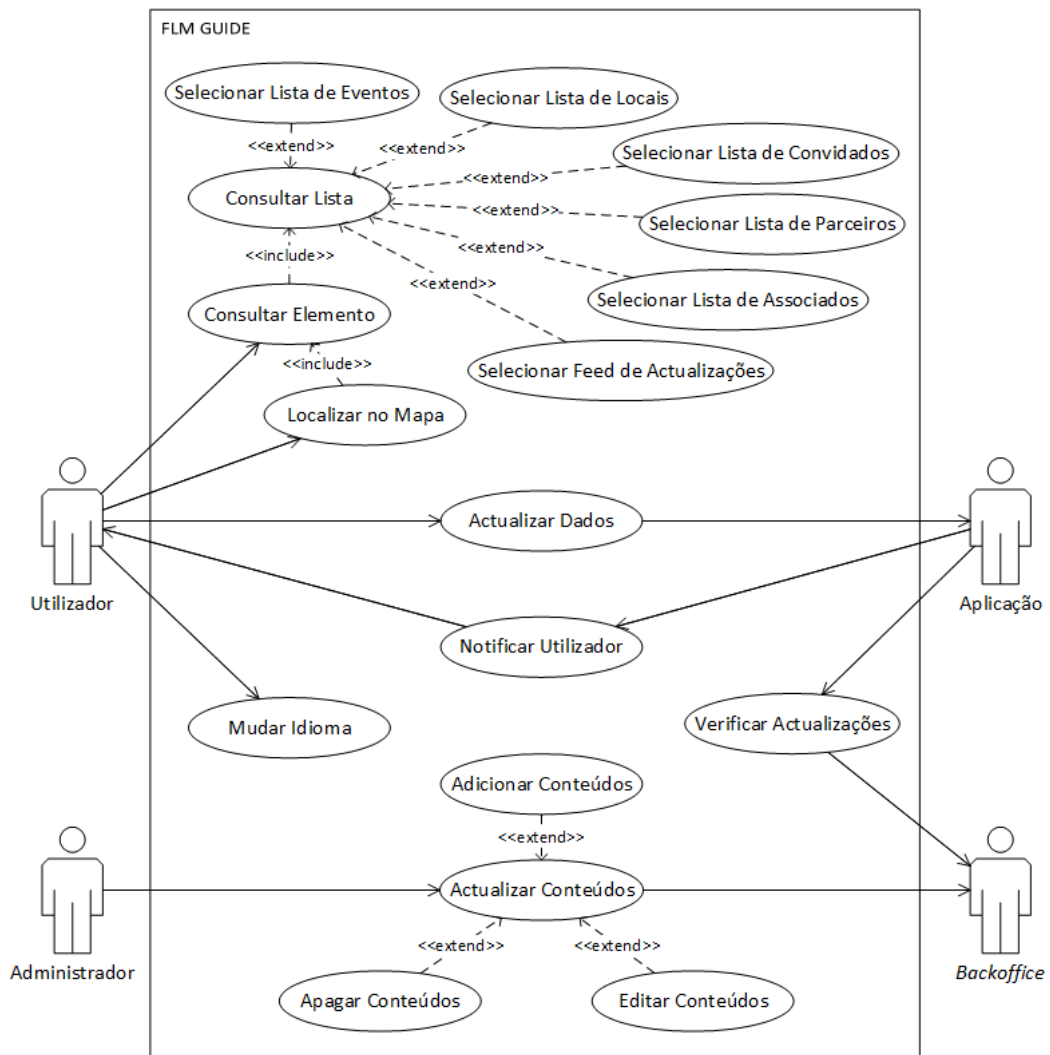 FLM GUIDE
Selecionar Lista de Eventos
Selecionar Lista de Locais
<<extend>>
<<extend>>
Selecionar Lista de Convidados
<<extend>>
Consultar Lista
<<extend>>
Selecionar Lista de Parceiros
<<include>>
<<extend>>
<<extend>>
Selecionar Lista de Associados
Consultar Elemento
<<include>>
Selecionar Feed de Actualizações
Localizar no Mapa
Actualizar Dados
Utilizador
Aplicação
Notificar Utilizador
Mudar Idioma
Verificar Actualizações
Adicionar Conteúdos
<<extend>>
Actualizar Conteúdos
<<extend>>
<<extend>>
Administrador
Backoffice
Apagar Conteúdos
Editar Conteúdos